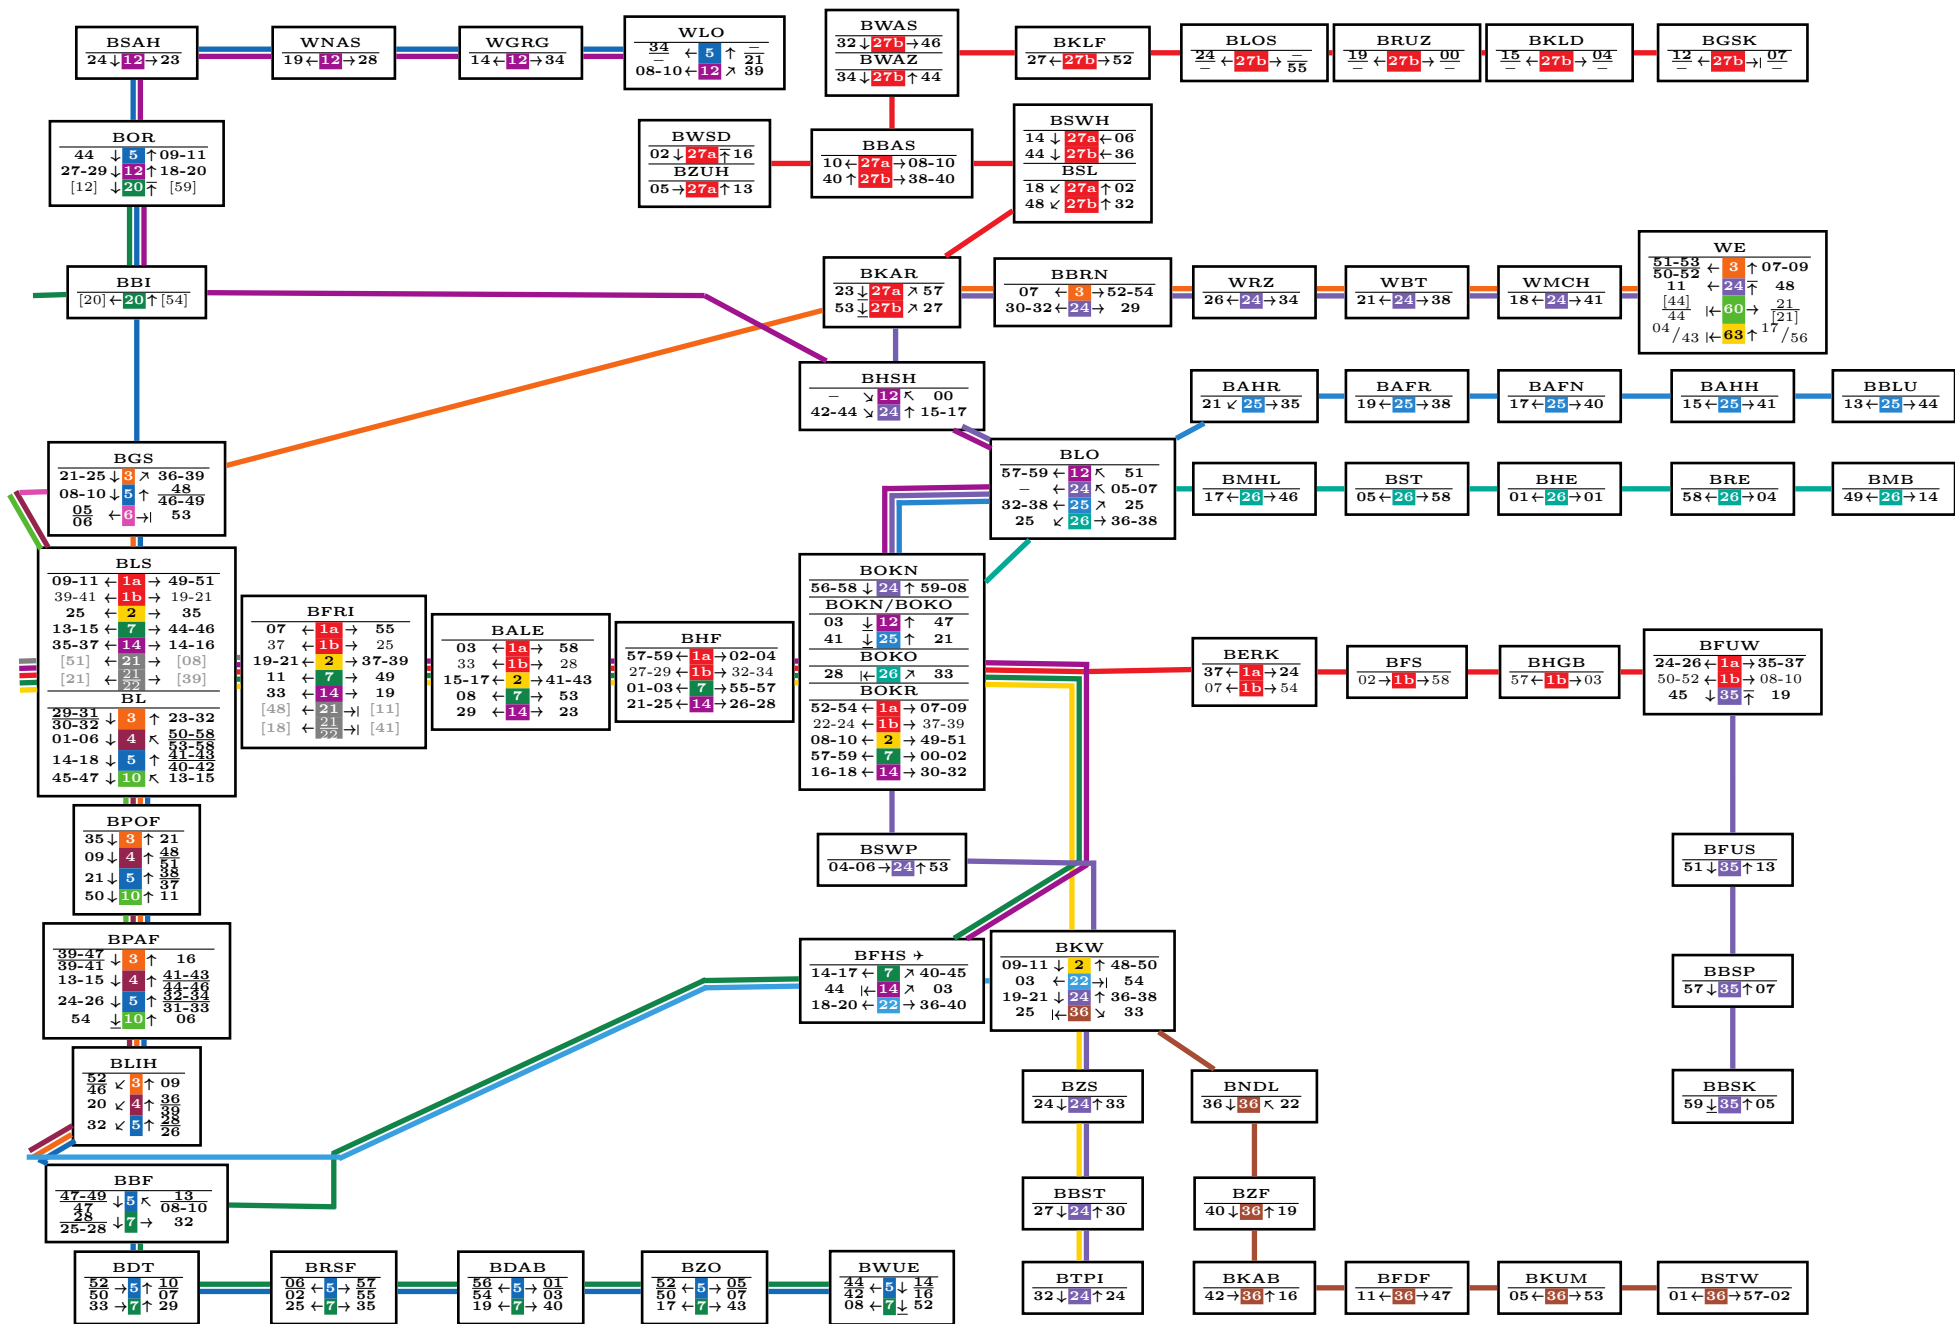 BSAH
24 ↓ 12 → 23
WNAS
19 ← 12 → 28
WGRG
14 ← 12 → 34
WLO
34/– ← 5 ↑ –/21
08-10 ← 12 ↗ 39
BWAS
32 ↓ 27b → 46
BWAZ
34 ↓ 27b ↑ 44
BKLF
27 ← 27b → 52
BLOS
24/– ← 27b → –/55
BRUZ
19/– ← 27b → 00/–
BKLD
15/– ← 27b → 04/–
BGSK
12/– ← 27b →| 07/–
BOR
44 ↓ 5 ↑ 09-11
27-29 ↓ 12 ↑ 18-20
[12] ↓ 20 ↑ [59]
BWSD
02 ↓ 27a ↑ 16
BZUH
05 → 27a ↑ 13
BBAS
10 ← 27a → 08-10
40 ↑ 27b → 38-40
BSWH
14 ↓ 27a ← 06
44 ↓ 27b ← 36
BSL
18 ↙ 27a ↑ 02
48 ↙ 27b ↑ 32
BBI
[20] ← 20 ↑ [54]
BKAR
23 ↓ 27a ↗ 57
53 ↓ 27b ↗ 27
BBRN
07 ← 3 → 52-54
30-32 ← 24 → 29
WRZ
26 ← 24 → 34
WBT
21 ← 24 → 38
WMCH
18 ← 24 → 41
WE
51-53/50-52 ← 3 ↑ 07-09
11 ← 24 ↑ 48
[44]/44 |← 60 → 21/[21]
04/43 |← 63 ↑ 17/56
BHSH
– ↘ 12 ↖ 00
42-44 ↘ 24 ↑ 15-17
BAHR
21 ↙ 25 → 35
BAFR
19 ← 25 → 38
BAFN
17 ← 25 → 40
BAHH
15 ← 25 → 41
BBLU
13 ← 25 → 44
BGS
21-25 ↓ 3 ↗ 36-39
08-10 ↓ 5 ↑ 48/46-49
05/06 ← 6 →| 53
BLO
57-59 ← 12 ↖ 51
– ← 24 ↖ 05-07
32-38 ← 25 ↗ 25
25 ↙ 26 → 36-38
BMHL
17 ← 26 → 46
BST
05 ← 26 → 58
BHE
01 ← 26 → 01
BRE
58 ← 26 → 04
BMB
49 ← 26 → 14
BLS
09-11 ← 1a → 49-51
39-41 ← 1b → 19-21
25 ← 2 → 35
13-15 ← 7 → 44-46
35-37 ← 14 → 14-16
[51] ← 21 → [08]
[21] ← 21/22 → [39]
BL
29-31/30-32 ↓ 3 ↑ 23-32
01-06 ↓ 4 ↖ 50-58/53-58
14-18 ↓ 5 ↑ 41-43/40-42
45-47 ↓ 10 ↖ 13-15
BFRI
07 ← 1a → 55
37 ← 1b → 25
19-21 ← 2 → 37-39
11 ← 7 → 49
33 ← 14 → 19
[48] ← 21 →| [11]
[18] ← 21/22 →| [41]
BALE
03 ← 1a → 58
33 ← 1b → 28
15-17 ← 2 → 41-43
08 ← 7 → 53
29 ← 14 → 23
BHF
57-59 ← 1a → 02-04
27-29 ← 1b → 32-34
01-03 ← 7 → 55-57
21-25 ← 14 → 26-28
BOKN
56-58 ↓ 24 ↑ 59-08
BOKN/BOKO
03 ↓ 12 ↑ 47
41 ↓ 25 ↑ 21
BOKO
28 |← 26 ↗ 33
BOKR
52-54 ← 1a → 07-09
22-24 ← 1b → 37-39
08-10 ← 2 → 49-51
57-59 ← 7 → 00-02
16-18 ← 14 → 30-32
BERK
37 ← 1a → 24
07 ← 1b → 54
BFS
02 → 1b → 58
BHGB
57 ← 1b → 03
BFUW
24-26 ← 1a → 35-37
50-52 ← 1b → 08-10
45 ↓ 35 ↑ 19
BPOF
35 ↓ 3 ↑ 21
09 ↓ 4 ↑ 48/51
21 ↓ 5 ↑ 38/37
50 ↓ 10 ↑ 11
BSWP
04-06 → 24 ↑ 53
BFUS
51 ↓ 35 ↑ 13
BPAF
39-47/39-41 ↓ 3 ↑ 16
13-15 ↓ 4 ↑ 41-43/44-46
24-26 ↓ 5 ↑ 32-34/31-33
54 ↓ 10 ↑ 06
BFHS ✈
14-17 ← 7 ↗ 40-45
44 |← 14 ↗ 03
18-20 ← 22 → 36-40
BKW
09-11 ↓ 2 ↑ 48-50
03 ← 22 →| 54
19-21 ↓ 24 ↑ 36-38
25 |← 36 ↘ 33
BBSP
57 ↓ 35 ↑ 07
BLIH
52/46 ↙ 3 ↑ 09
20 ↙ 4 ↑ 36/39
32 ↙ 5 ↑ 28/26
BZS
24 ↓ 24 ↑ 33
BNDL
36 ↓ 36 ↖ 22
BBSK
59 ↓ 35 ↑ 05
BBF
47-49/47 ↓ 5 ↖ 13/08-10
28/25-28 ↓ 7 → 32
BBST
27 ↓ 24 ↑ 30
BZF
40 ↓ 36 ↑ 19
BDT
52/50 → 5 ↑ 10/07
33 → 7 ↑ 29
BRSF
06/02 ← 5 → 57/55
25 ← 7 → 35
BDAB
56/54 ← 5 → 01/03
19 ← 7 → 40
BZO
52/50 ← 5 → 05/07
17 ← 7 → 43
BWUE
44/42 ← 5 ↓ 14/16
08 ← 7 ↓ 52
BTPI
32 ↓ 24 ↑ 24
BKAB
42 → 36 ↑ 16
BFDF
11 ← 36 → 47
BKUM
05 ← 36 → 53
BSTW
01 ← 36 → 57-02